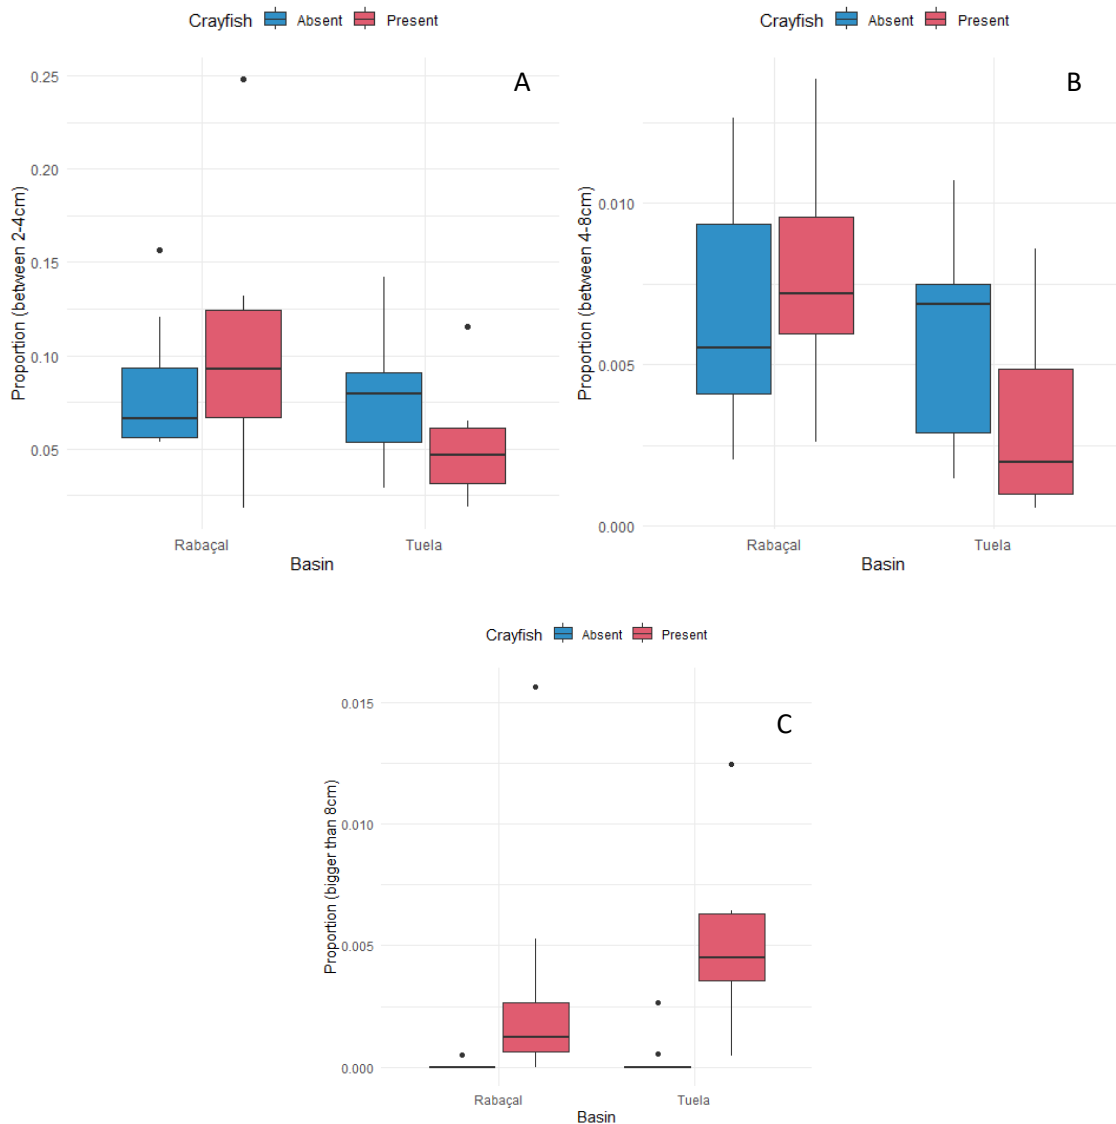 Crayfish Absent Present
A
Proportion (between 2-4cm)
0.25
0.20
0.15
0.10
0.05
Rabaçal Tuela
Basin
Crayfish Absent Present
B
Proportion (between 4-8cm)
0.010
0.005
0.000
Rabaçal Tuela
Basin
Crayfish Absent Present
C
Proportion (bigger than 8cm)
0.015
0.010
0.005
0.000
Rabaçal Tuela
Basin